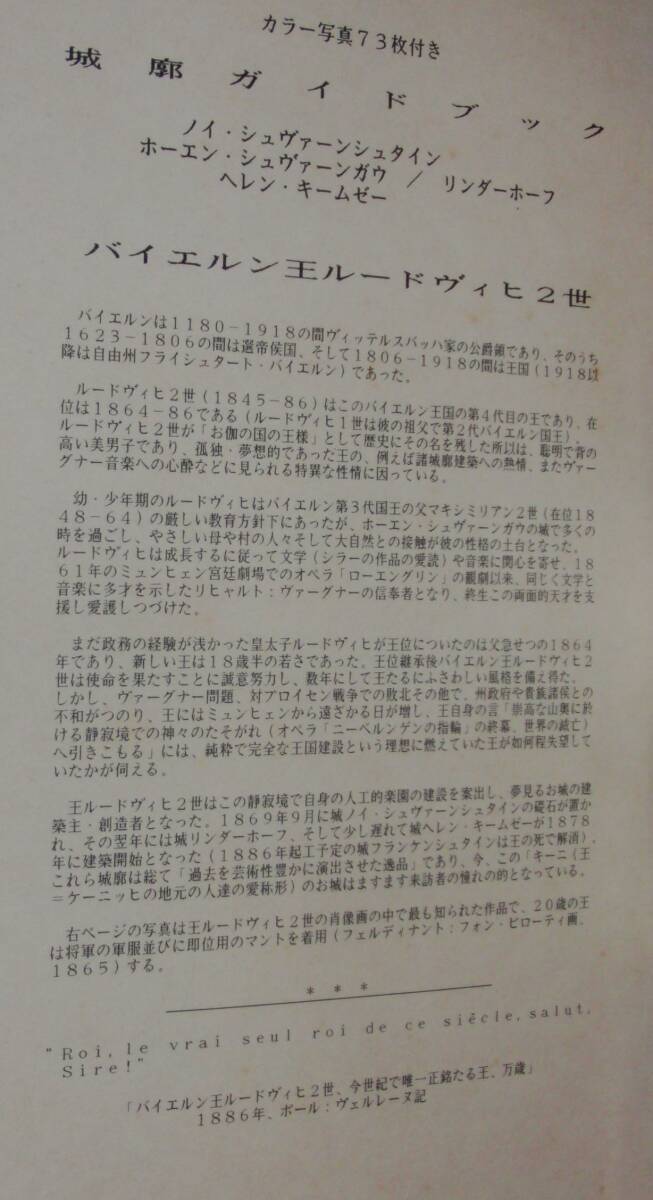 カラー写真７３枚付き
城廓ガイドブック
ノイ・シュヴァーンシュタイン
ホーエン・シュヴァーンガウ / リンダーホーフ
ヘレン・キームゼー
バイエルン王ルードヴィヒ２世
バイエルンは１１８０－１９１８の間ヴィッテルスバッハ家の公爵領であり、そのうち
１６２３－１８０６の間は選帝侯国、そして１８０６－１９１８の間は王国（１９１８以
降は自由州フライシュタート・バイエルン）であった。
ルードヴィヒ２世（１８４５－８６）はこのバイエルン王国の第４代目の王であり、在
位は１８６４－８６である（ルードヴィヒ１世は彼の祖父で第２代バイエルン国王）。
ルードヴィヒ２世が「お伽の国の王様」として歴史にその名を残した所以は、聡明で背の
高い美男子であり、孤独・夢想的であった王の、例えば諸城廓建築への熱情、またヴァー
グナー音楽への心酔などに見られる特異な性情に因っている。
幼・少年期のルードヴィヒはバイエルン第３代国王の父マキシミリアン２世（在位１８
４８－６４）の厳しい教育方針下にあったが、ホーエン・シュヴァーンガウの城で多くの
時を過ごし、やさしい母や村の人々そして大自然との接触が彼の性格の土台となった。
ルードヴィヒは成長するに従って文学（シラーの作品の愛読）や音楽に関心を寄せ、１８
６１年のミュンヒェン宮廷劇場でのオペラ「ローエングリン」の観劇以来、同じく文学と
音楽に多才を示したリヒャルト：ヴァーグナーの信奉者となり、終生この両面的天才を支
援し愛護しつづけた。
まだ政務の経験が浅かった皇太子ルードヴィヒが王位についたのは父急せつの１８６４
年であり、新しい王は１８歳半の若さであった。王位継承後バイエルン王ルードヴィヒ２
世は使命を果たすことに誠意努力し、数年にして王たるにふさわしい風格を備え得た。
しかし、ヴァーグナー問題、対プロイセン戦争での敗北その他で、州政府や貴族諸侯との
不和がつのり、王にはミュンヒェンから遠ざかる日が増し、王自身の言「崇高な山奥に於
ける静寂境での神々のたそがれ（オペラ「ニーベルンゲンの指輪」の終幕、世界の滅亡）
へ引きこもる」には、純粋で完全な王国建設という理想に燃えていた王が如何程失望して
いたかが伺える。
王ルードヴィヒ２世はこの静寂境で自身の人工的楽園の建設を案出し、夢見るお城の建
築主・創造者となった。１８６９年９月に城ノイ・シュヴァーンシュタインの礎石が置か
れ、その翌年には城リンダーホーフ、そして少し遅れて城ヘレン・キームゼーが１８７８
年に建築開始となった（１８８６年起工予定の城フランケンシュタインは王の死で解消）。
これら城廓は総て「過去を芸術性豊かに演出させた逸品」であり、今、この「キーニ（王
＝ケーニッヒの地元の人達の愛称形）のお城はますます来訪者の憧れの的となっている。
右ページの写真は王ルードヴィヒ２世の肖像画の中で最も知られた作品で、２０歳の王
は将軍の軍服並びに即位用のマントを着用（フェルディナント：フォン・ピローティ画、
１８６５）する。
＊ ＊ ＊
"Ｒｏｉ，ｌｅ ｖｒａｉ ｓｅｕｌ ｒｏｉ ｄｅ ｃｅ ｓｉéｃｌｅ，ｓａｌｕｔ，
Ｓｉｒｅ！"
「バイエルン王ルードヴィヒ２世、今世紀で唯一正銘たる王、万歳」
１８８６年、ポール：ヴェルレーヌ記